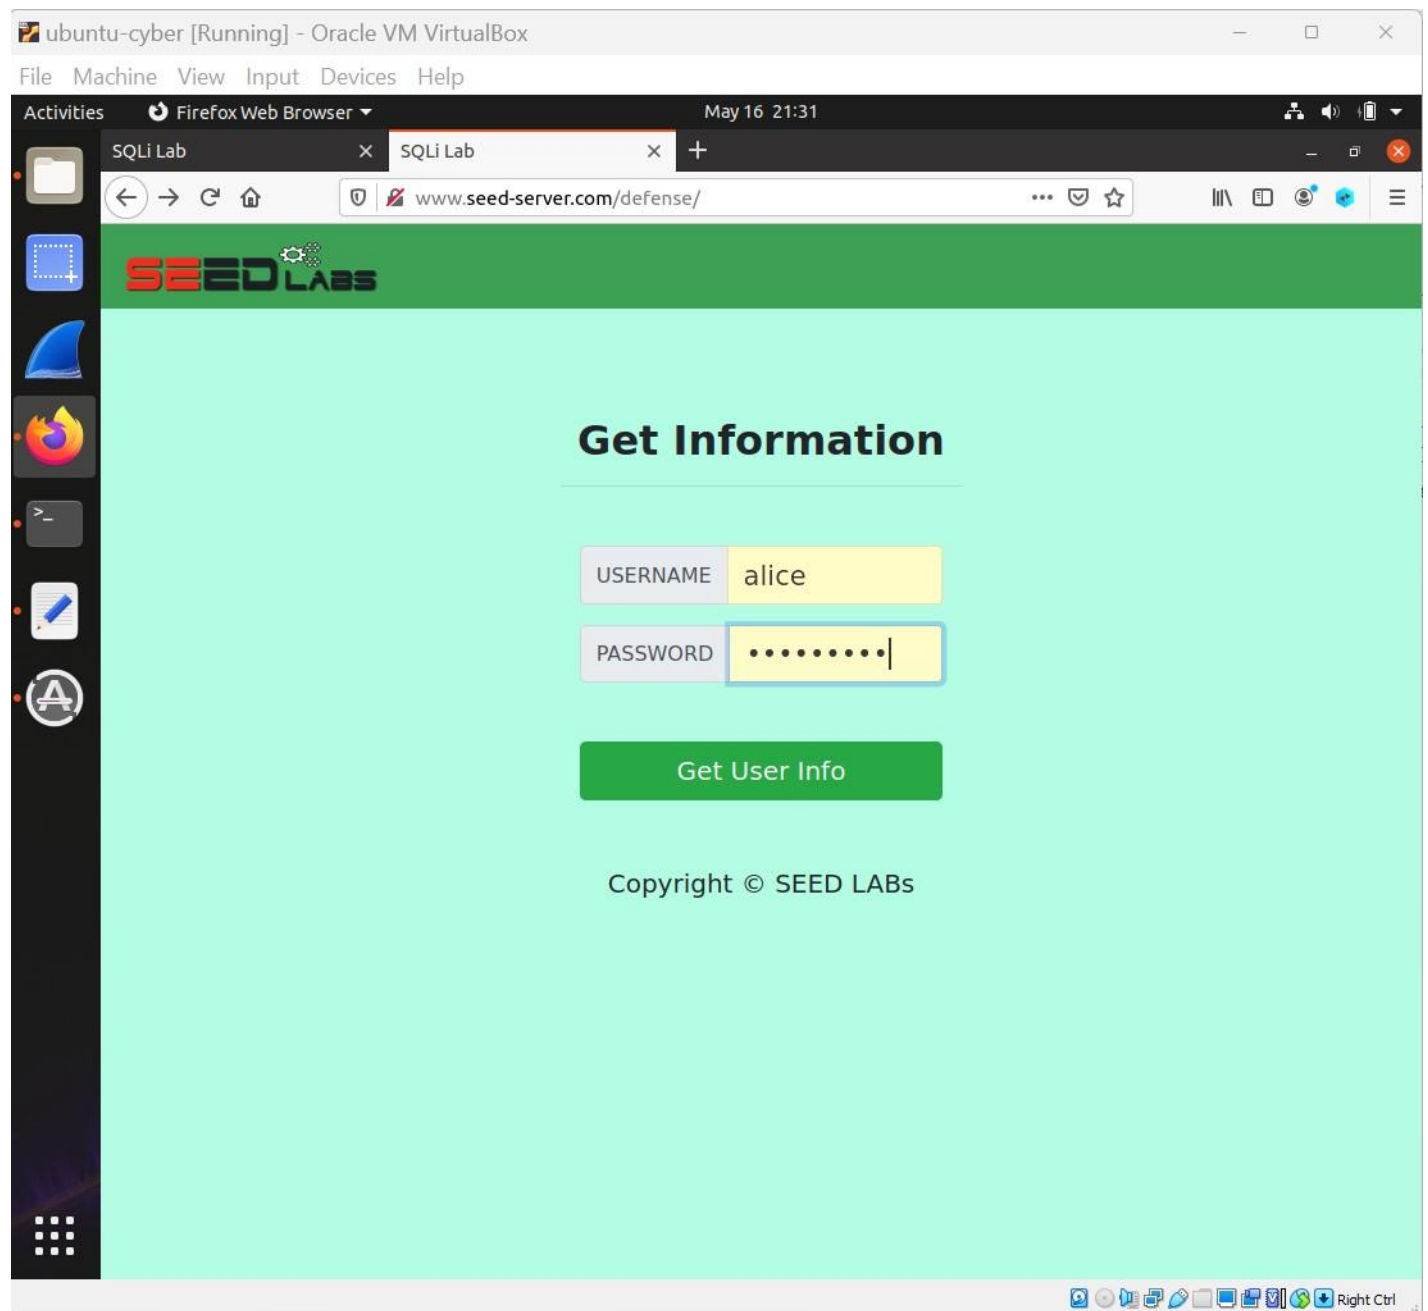 ubuntu-cyber [Running] - Oracle VM VirtualBox
File Machine View Input Devices Help
Activities Firefox Web Browser May 16 21:31
SQLi Lab SQLi Lab
www.seed-server.com/defense/
SEED LABS
Get Information
USERNAME alice
PASSWORD •••••••••
Get User Info
Copyright © SEED LABs
Right Ctrl